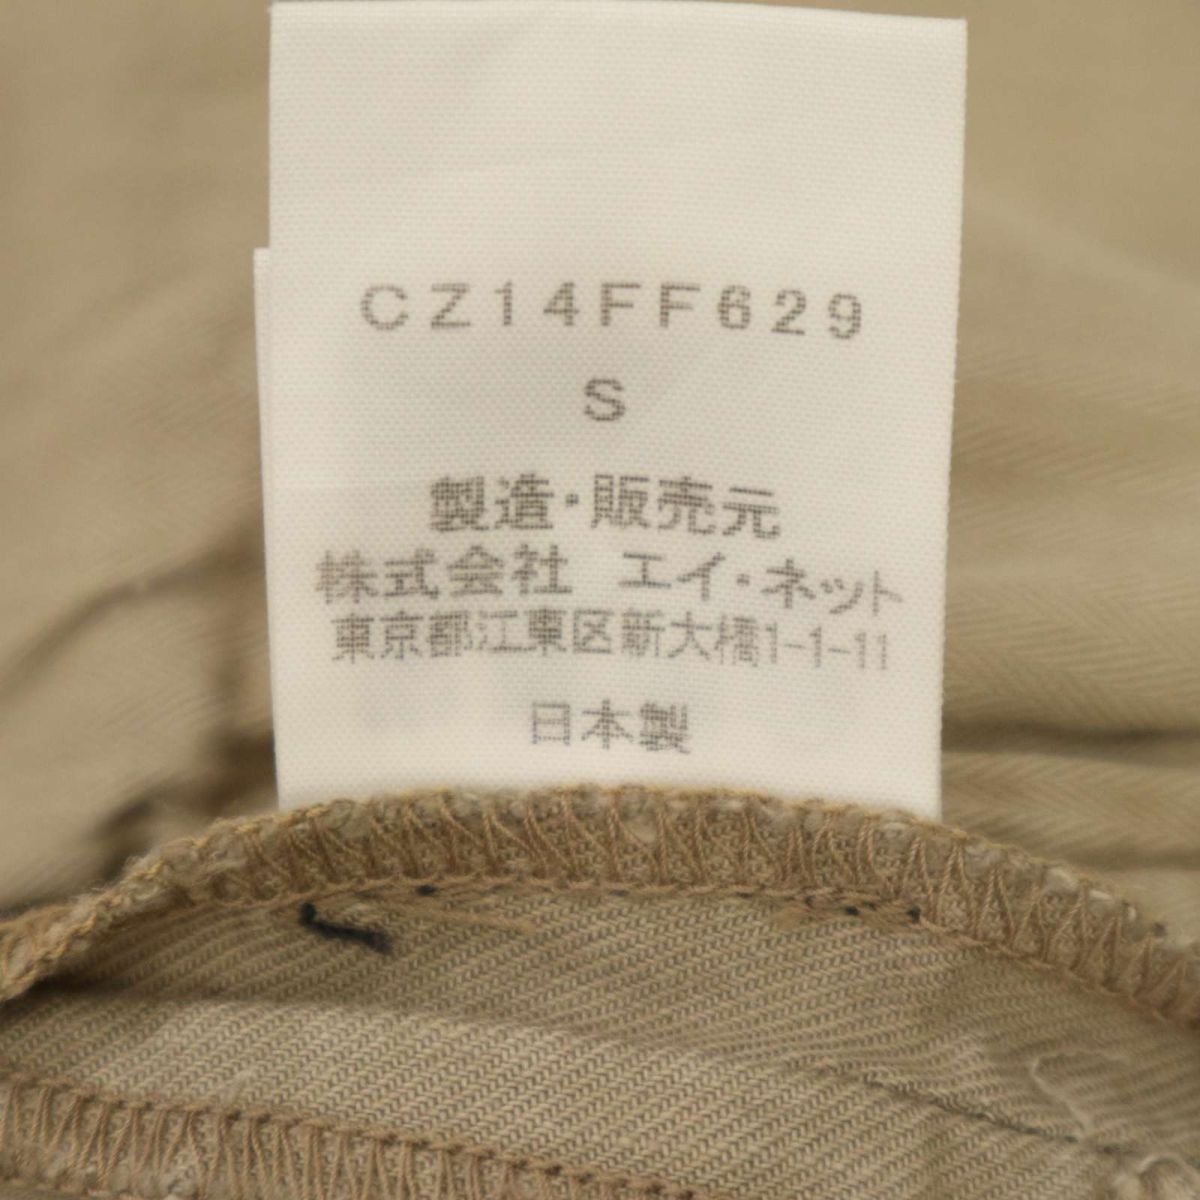 CZ14FF629
S
製造・販売元
株式会社 エイ・ネット
東京都江東区新大橋1-1-11
日本製